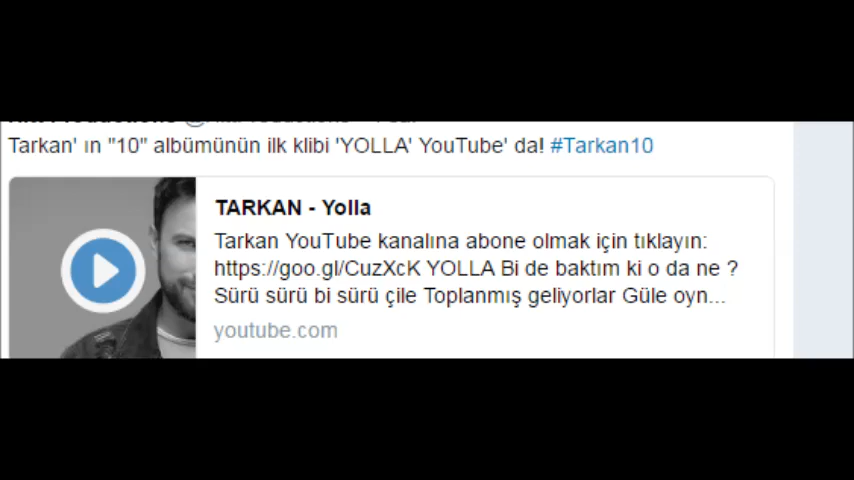 Tarkan' ın "10" albümünün ilk klibi 'YOLLA' YouTube' da! #Tarkan10
TARKAN - Yolla
Tarkan YouTube kanalına abone olmak için tıklayın:
https://goo.gl/CuzXcK YOLLA Bi de baktım ki o da ne ?
Sürü sürü bi sürü çile Toplanmış geliyorlar Güle oyn...
youtube.com